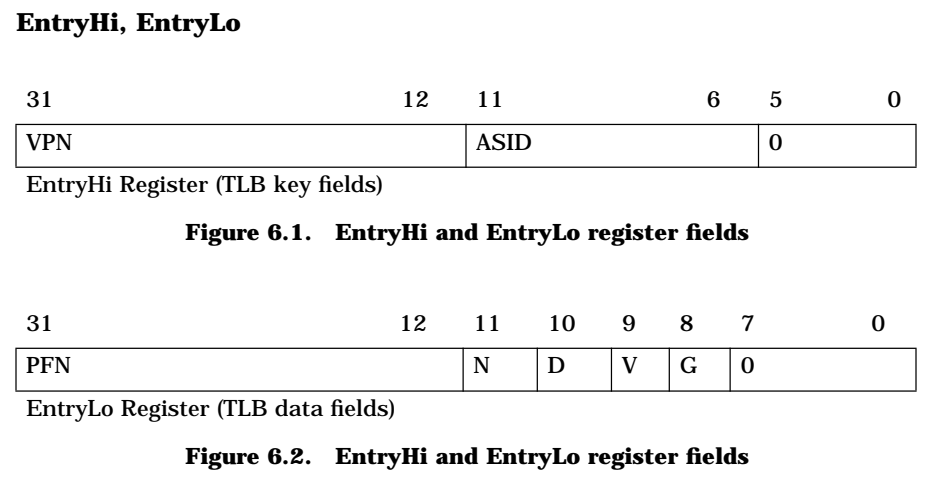 EntryHi, EntryLo
31 12 11 6 5 0
VPN ASID 0
EntryHi Register (TLB key fields)
Figure 6.1. EntryHi and EntryLo register fields
31 12 11 10 9 8 7 0
PFN N D V G 0
EntryLo Register (TLB data fields)
Figure 6.2. EntryHi and EntryLo register fields